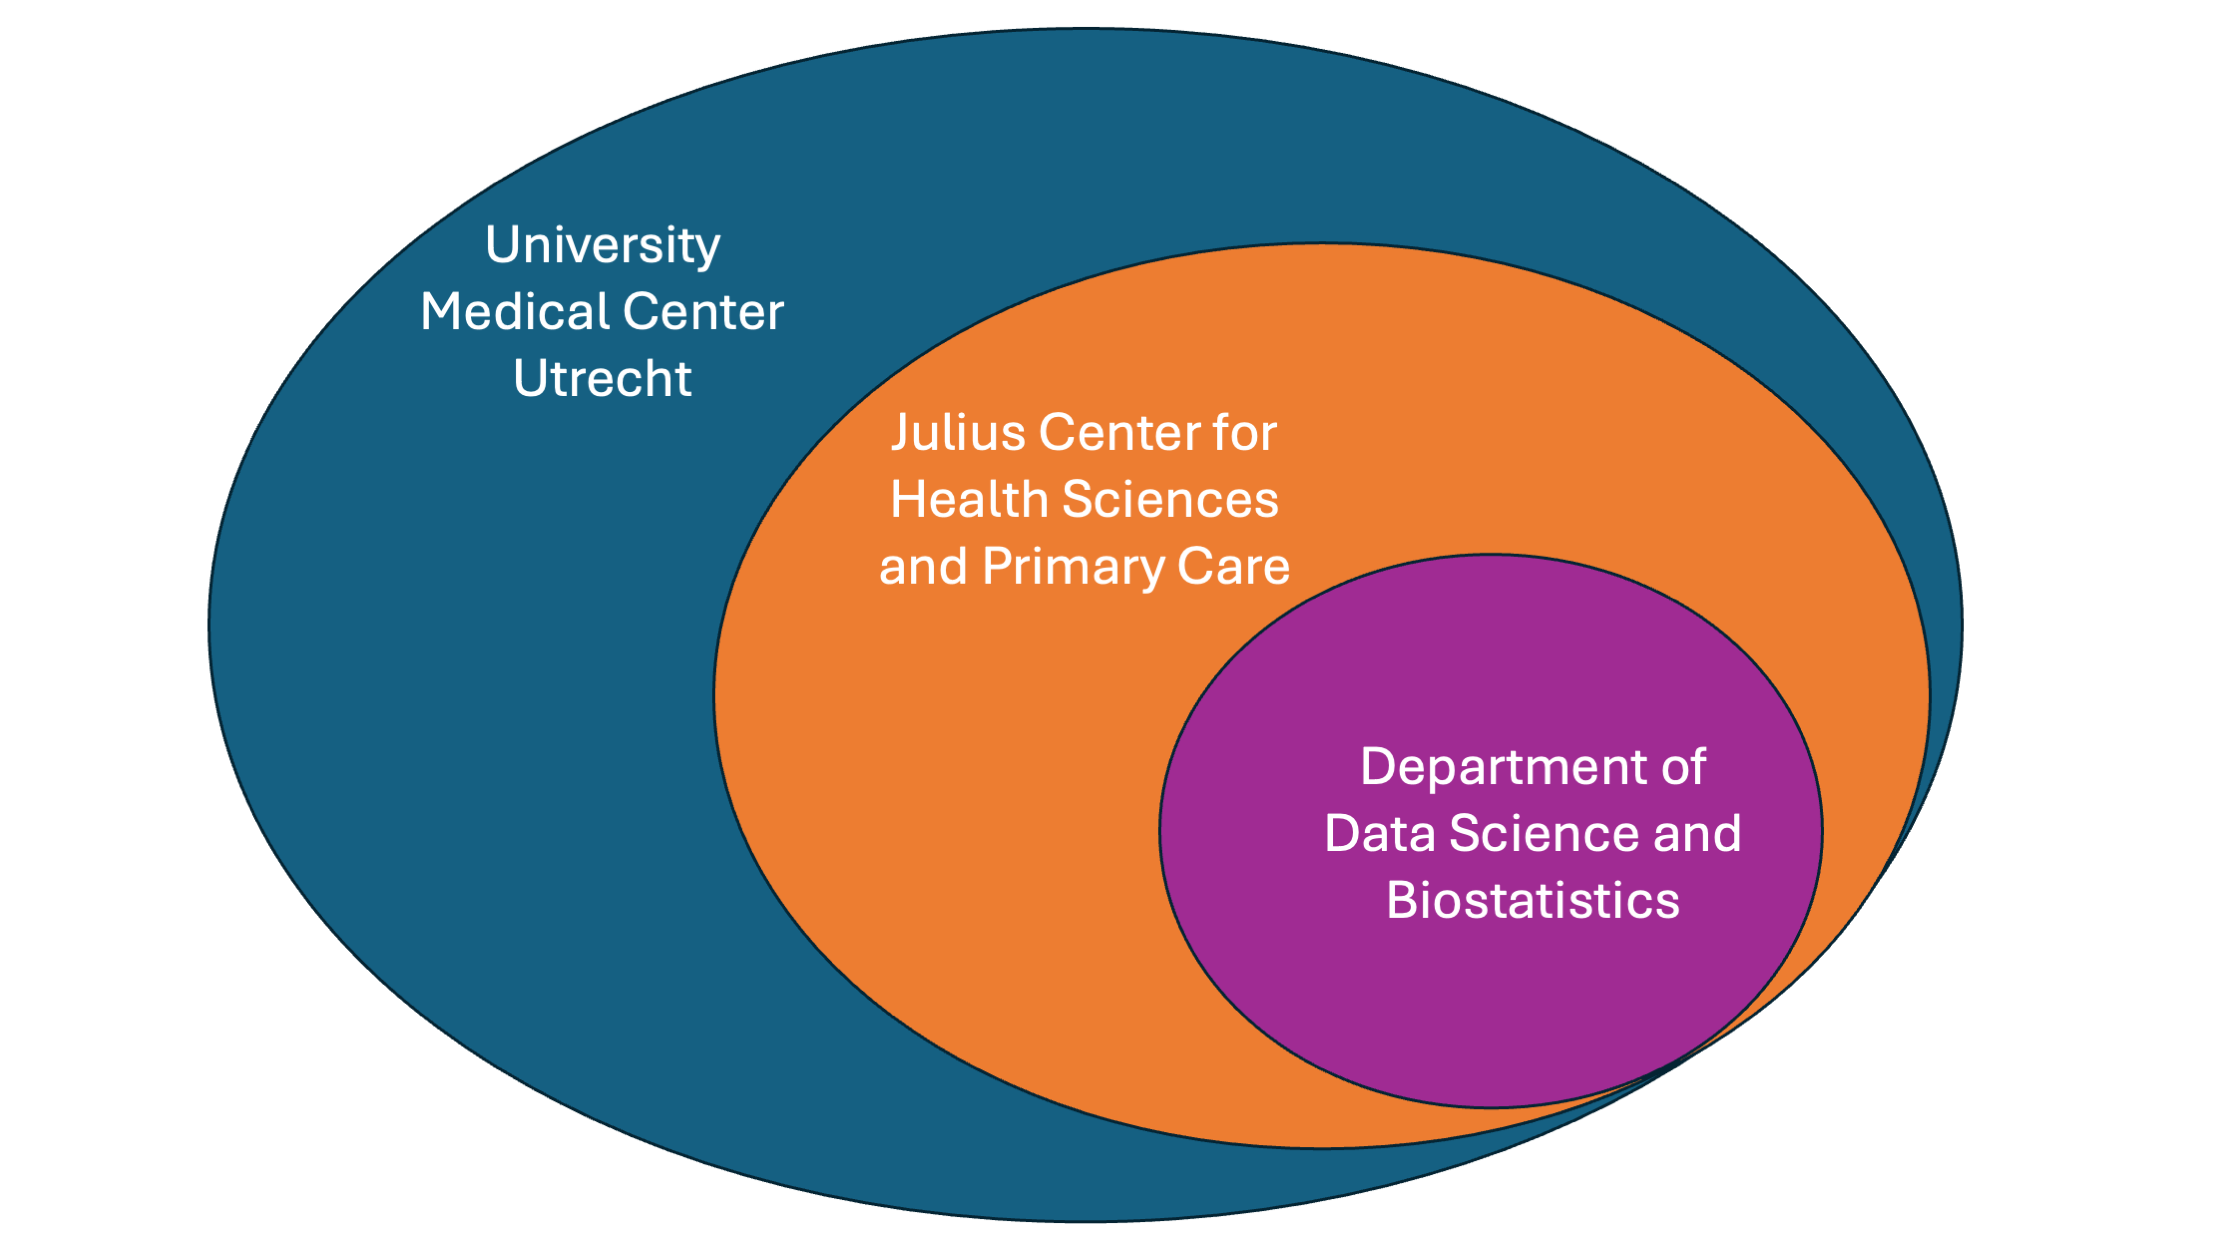 University
Medical Center
Utrecht
Julius Center for
Health Sciences
and Primary Care
Department of
Data Science and
Biostatistics